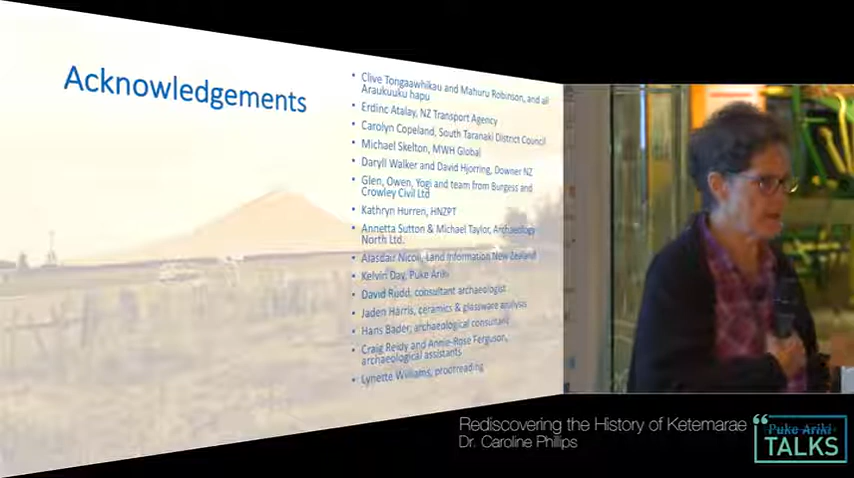 Acknowledgements
• Clive Tongaawhikau and Mahuru Robinson, and all
Araukuuku hapu
• Erdinc Atalay, NZ Transport Agency
• Carolyn Copeland, South Taranaki District Council
• Michael Skelton, MWH Global
• Daryll Walker and David Hjorring, Downer NZ
• Glen, Owen, Yogi and team from Burgess and
Crowley Civil Ltd
• Kathryn Hurren, HNZPT
• Annetta Sutton & Michael Taylor, Archaeology
North Ltd.
• Alasdair Nicoll, Land Information New Zealand
• Kelvin Day, Puke Ariki
• David Rudd, consultant archaeologist
• Jaden Harris, ceramics & glassware analysis
• Hans Bader, archaeological consultant
• Craig Reidy and Annie-Rose Ferguson,
archaeological assistants
• Lynette Williams, proofreading
Rediscovering the History of Ketemarae
Dr. Caroline Phillips
“Puke Ariki
TALKS